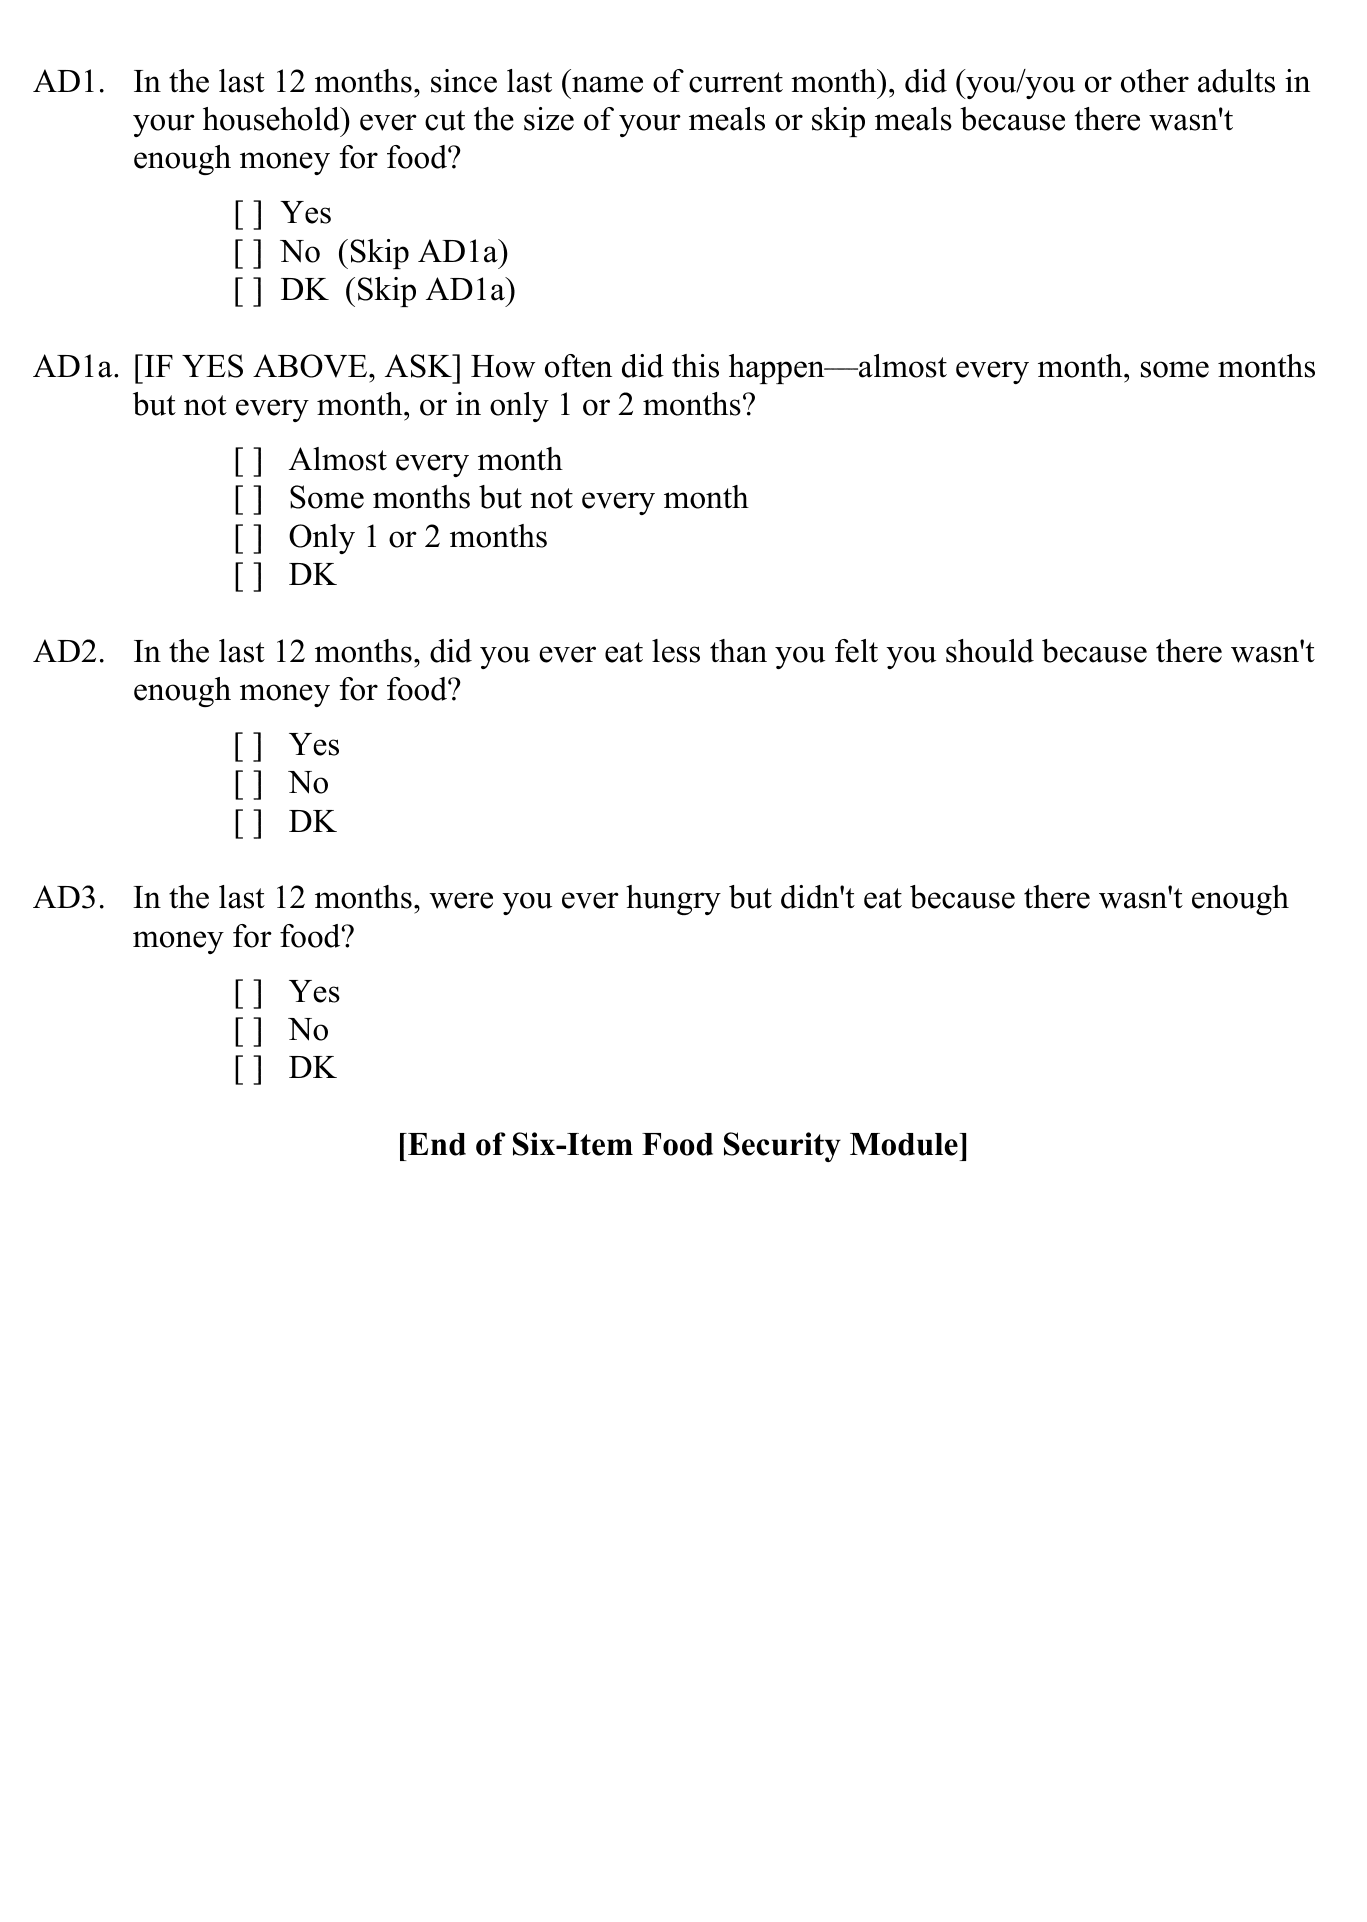 AD1. In the last 12 months, since last (name of current month), did (you/you or other adults in
your household) ever cut the size of your meals or skip meals because there wasn't
enough money for food?
[ ] Yes
[ ] No (Skip AD1a)
[ ] DK (Skip AD1a)
AD1a. [IF YES ABOVE, ASK] How often did this happen—almost every month, some months
but not every month, or in only 1 or 2 months?
[ ] Almost every month
[ ] Some months but not every month
[ ] Only 1 or 2 months
[ ] DK
AD2. In the last 12 months, did you ever eat less than you felt you should because there wasn't
enough money for food?
[ ] Yes
[ ] No
[ ] DK
AD3. In the last 12 months, were you ever hungry but didn't eat because there wasn't enough
money for food?
[ ] Yes
[ ] No
[ ] DK
[End of Six-Item Food Security Module]